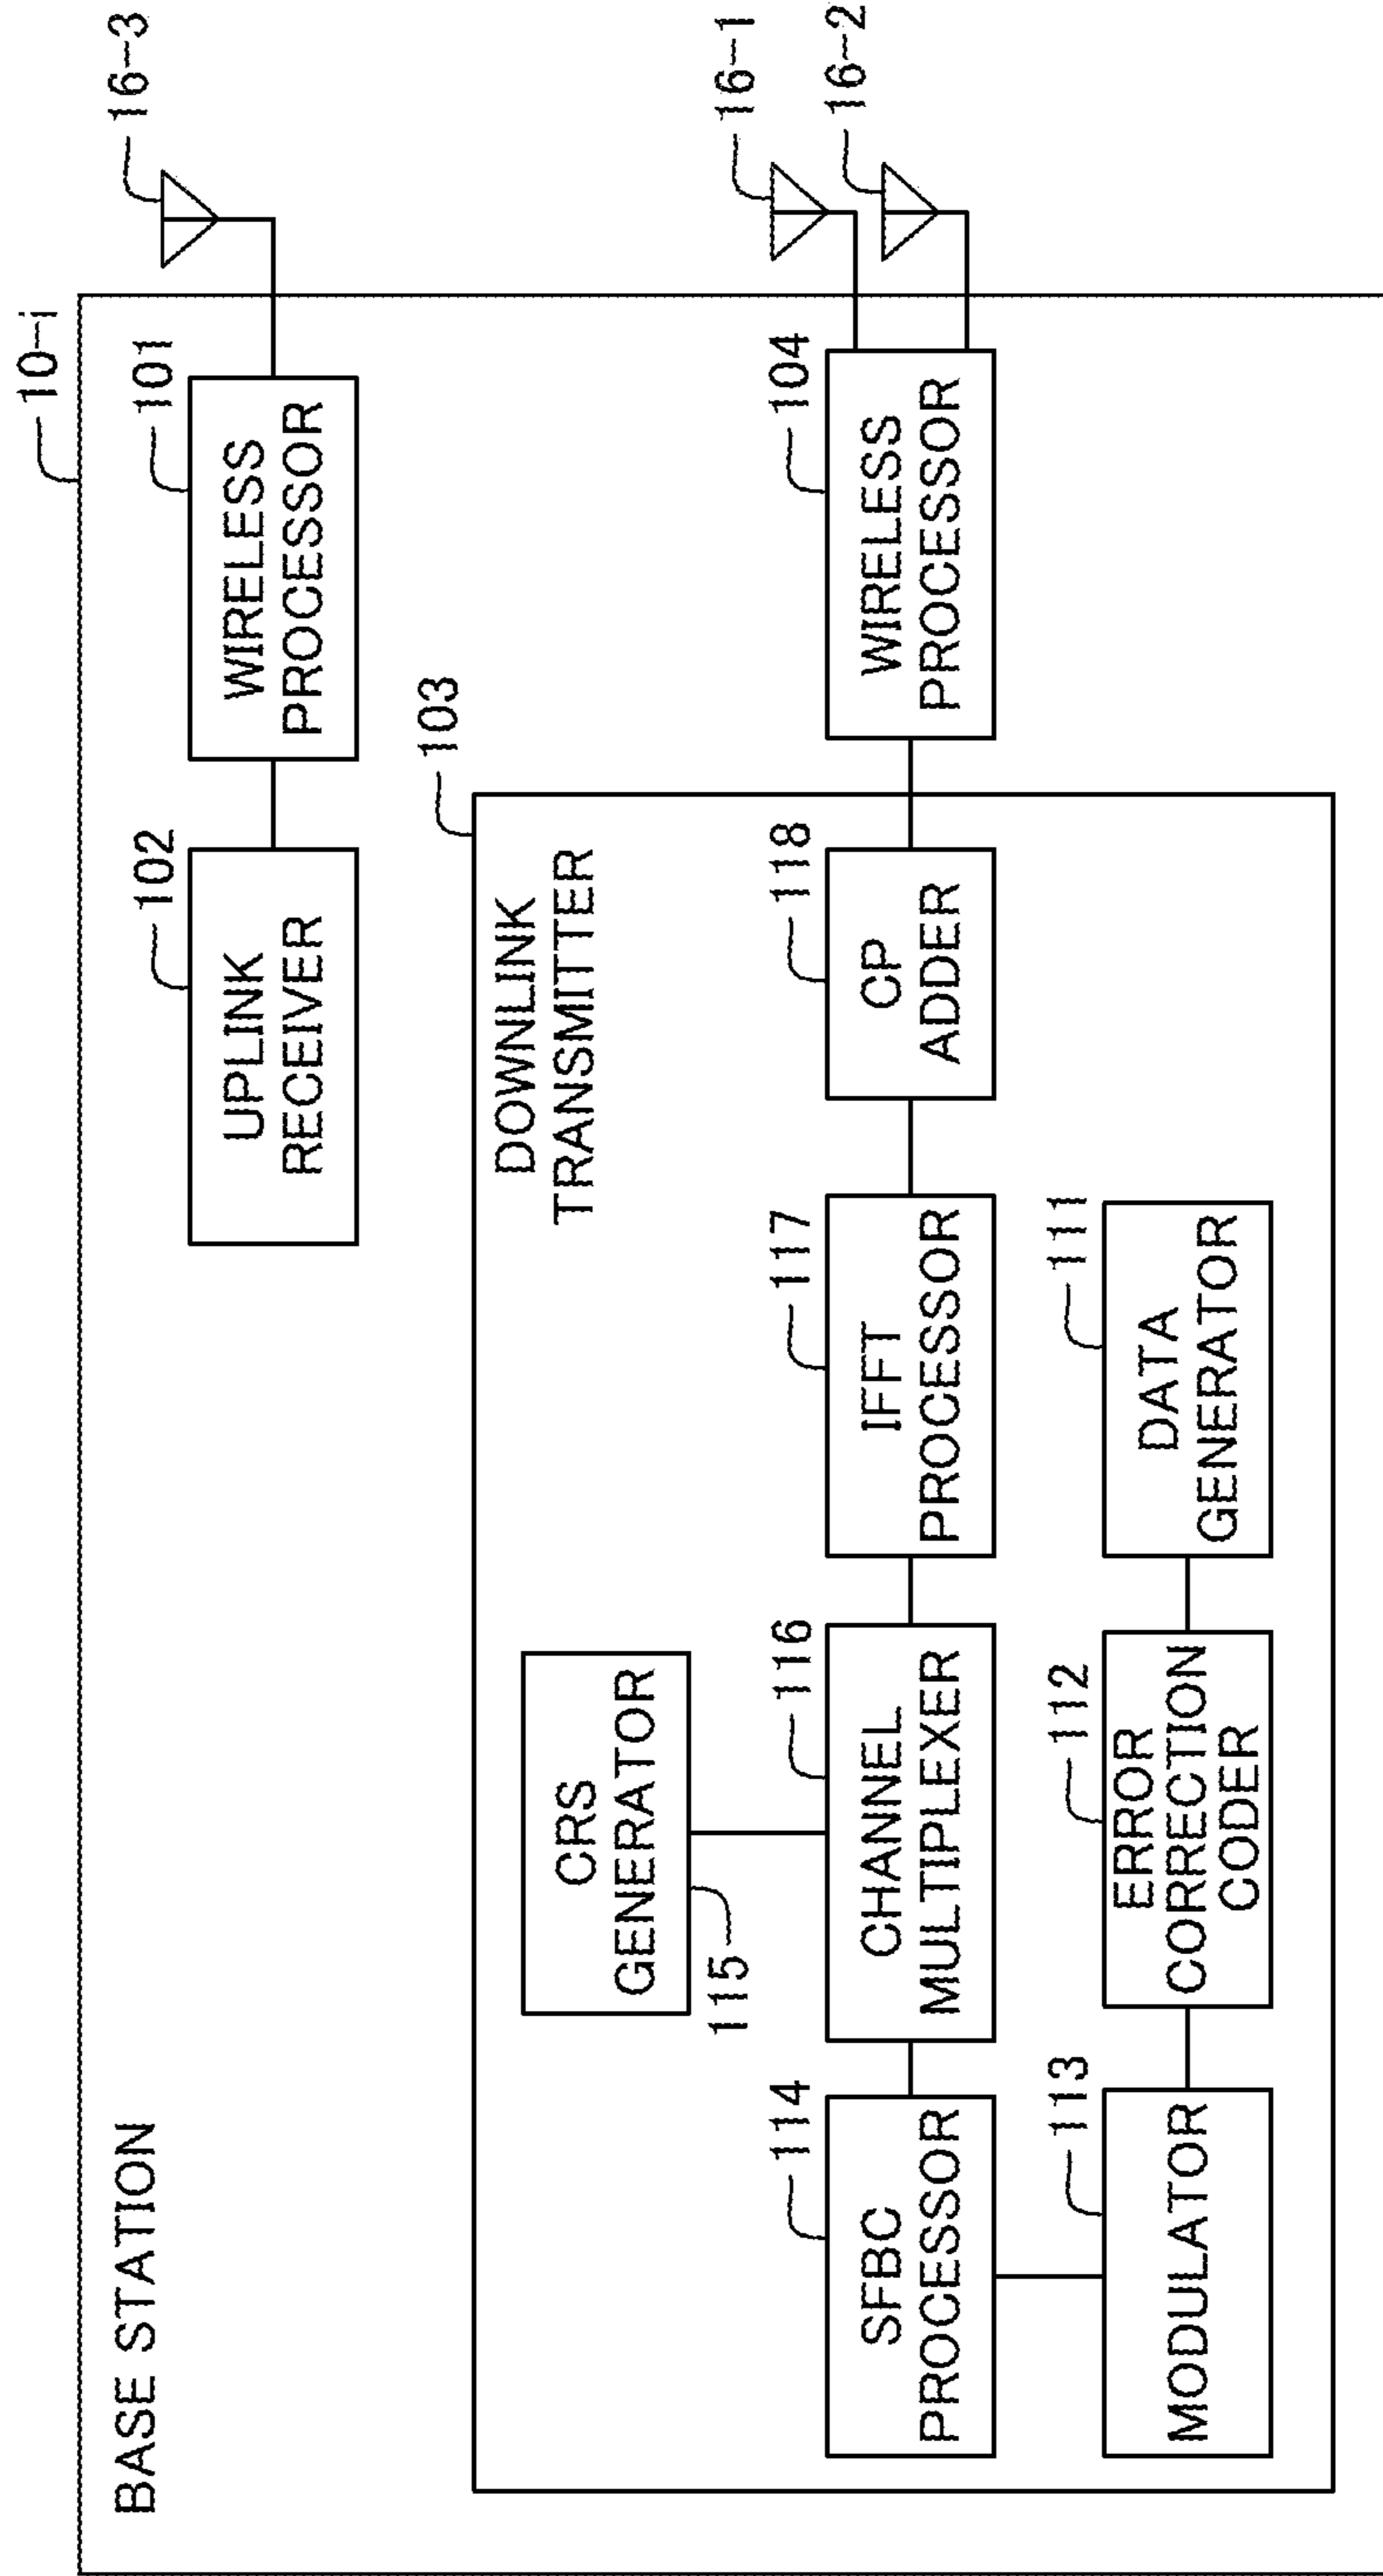 10-i
BASE STATION
102
UPLINK
RECEIVER
101
WIRELESS
PROCESSOR
16-3
103
DOWNLINK
TRANSMITTER
CRS
GENERATOR
115
114
SFBC
PROCESSOR
116
CHANNEL
MULTIPLEXER
117
IFFT
PROCESSOR
118
CP
ADDER
104
WIRELESS
PROCESSOR
16-1
16-2
113
MODULATOR
112
ERROR
CORRECTION
CODER
111
DATA
GENERATOR